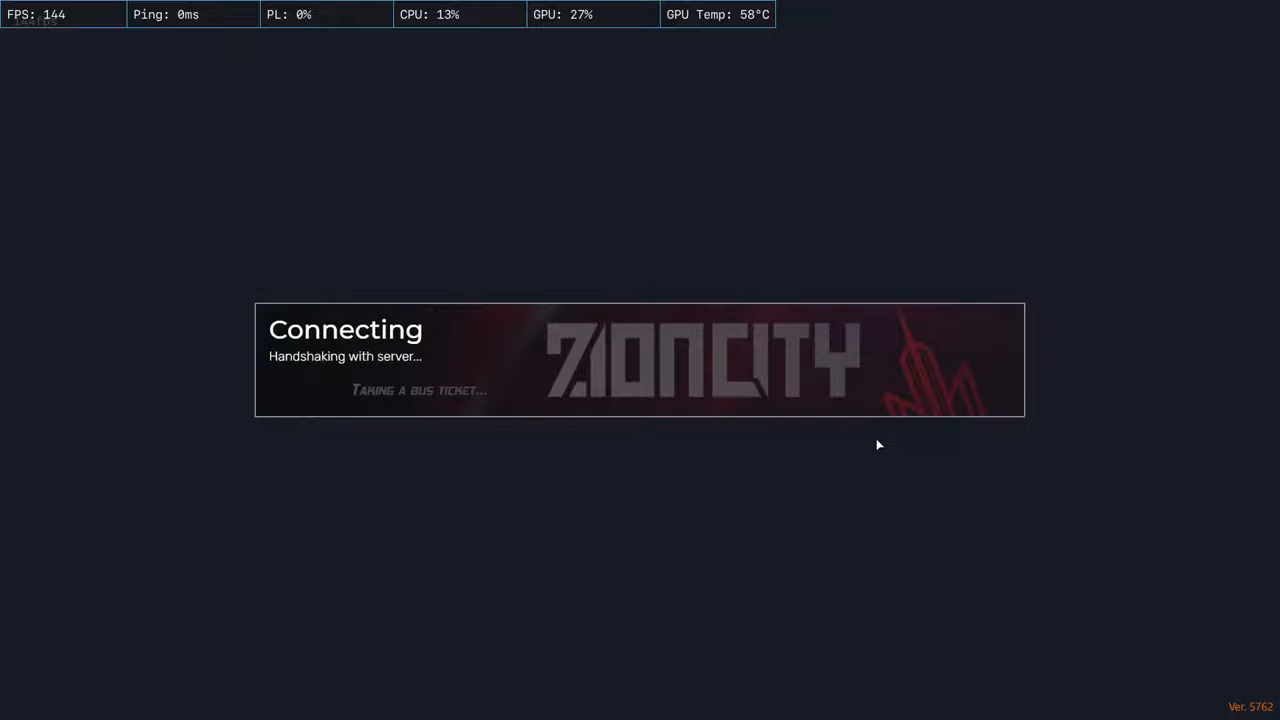 FPS: 144 Ping: 0ms PL: 0% CPU: 13% GPU: 27% GPU Temp: 58°C
144fps
Connecting
Handshaking with server...
TAKING A BUS TICKET...
ZIONCITY
Ver. 5762